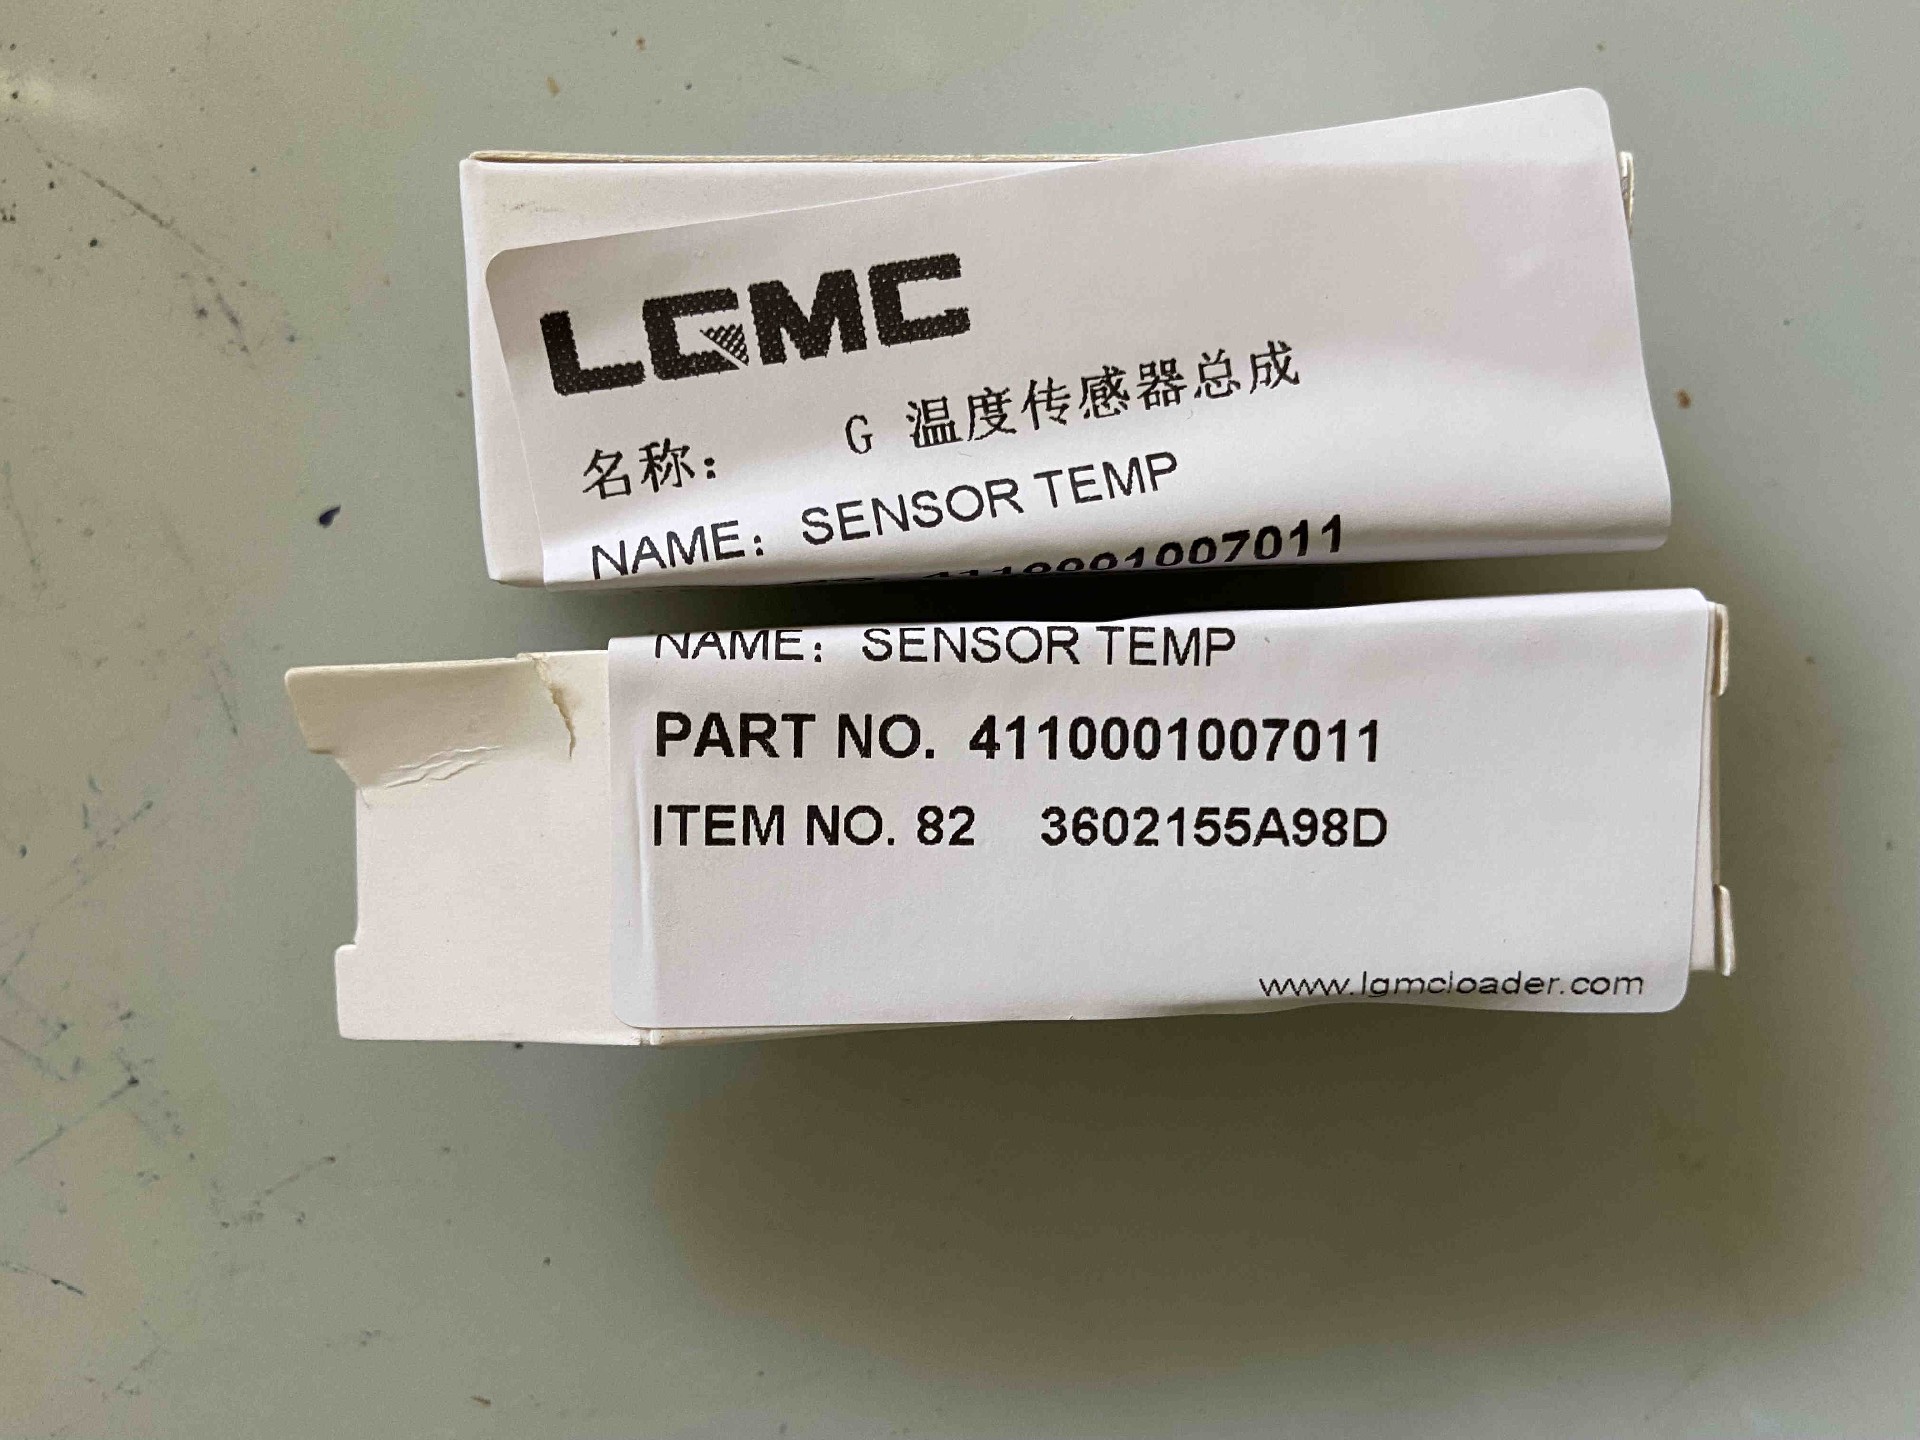 LGMC
名称： G 温度传感器总成
NAME: SENSOR TEMP
4110001007011
NAME: SENSOR TEMP
PART NO. 4110001007011
ITEM NO. 82 3602155A98D
www.lgmcloader.com